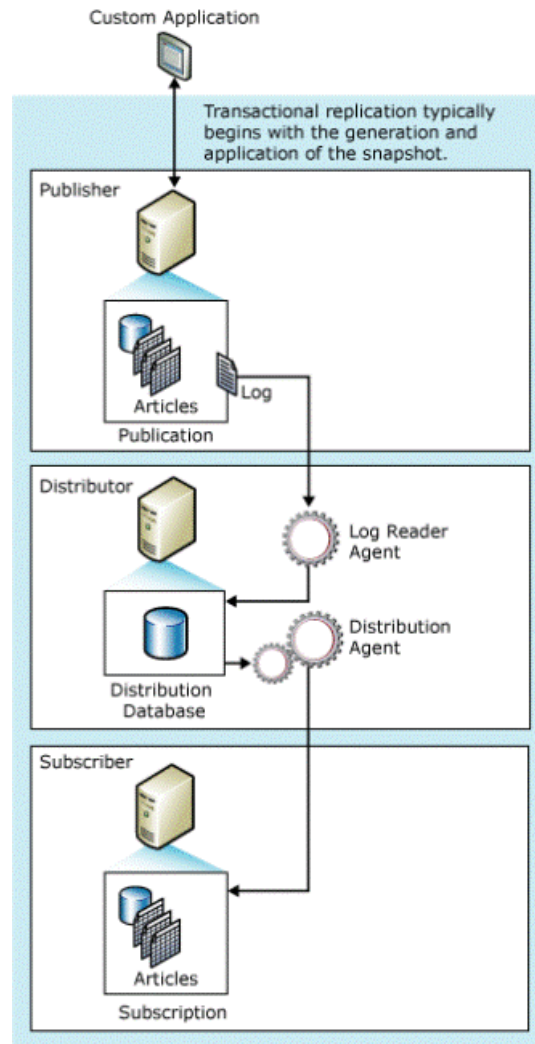 Custom Application
Transactional replication typically
begins with the generation and
application of the snapshot.
Publisher
Articles
Log
Publication
Distributor
Log Reader
Agent
Distribution
Agent
Distribution
Database
Subscriber
Articles
Subscription